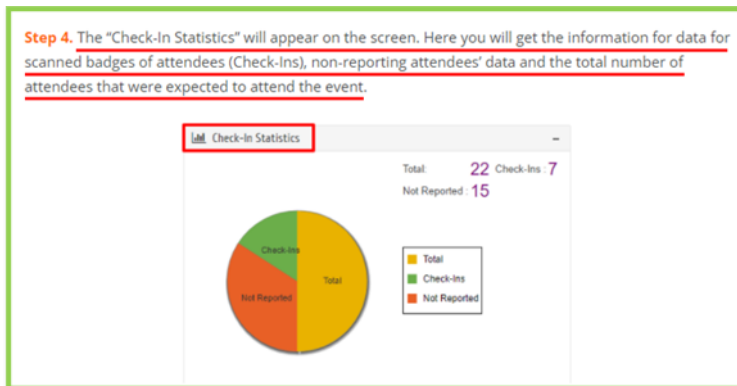 Step 4. The “Check-In Statistics” will appear on the screen. Here you will get the information for data for
scanned badges of attendees (Check-Ins), non-reporting attendees’ data and the total number of
attendees that were expected to attend the event.
Check-In Statistics –
Total: 22 Check-Ins : 7
Not Reported : 15
Check-Ins
Total
Not Reported
Total
Check-Ins
Not Reported